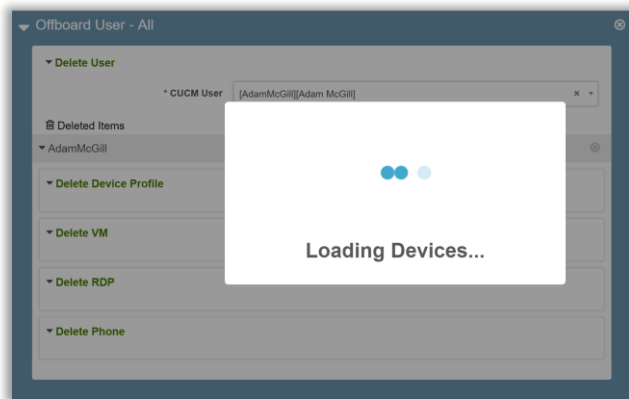 Offboard User - All
Delete User
* CUCM User [AdamMcGill][Adam McGill]
Deleted Items
AdamMcGill
Delete Device Profile
Loading Devices...
Delete VM
Delete RDP
Delete Phone